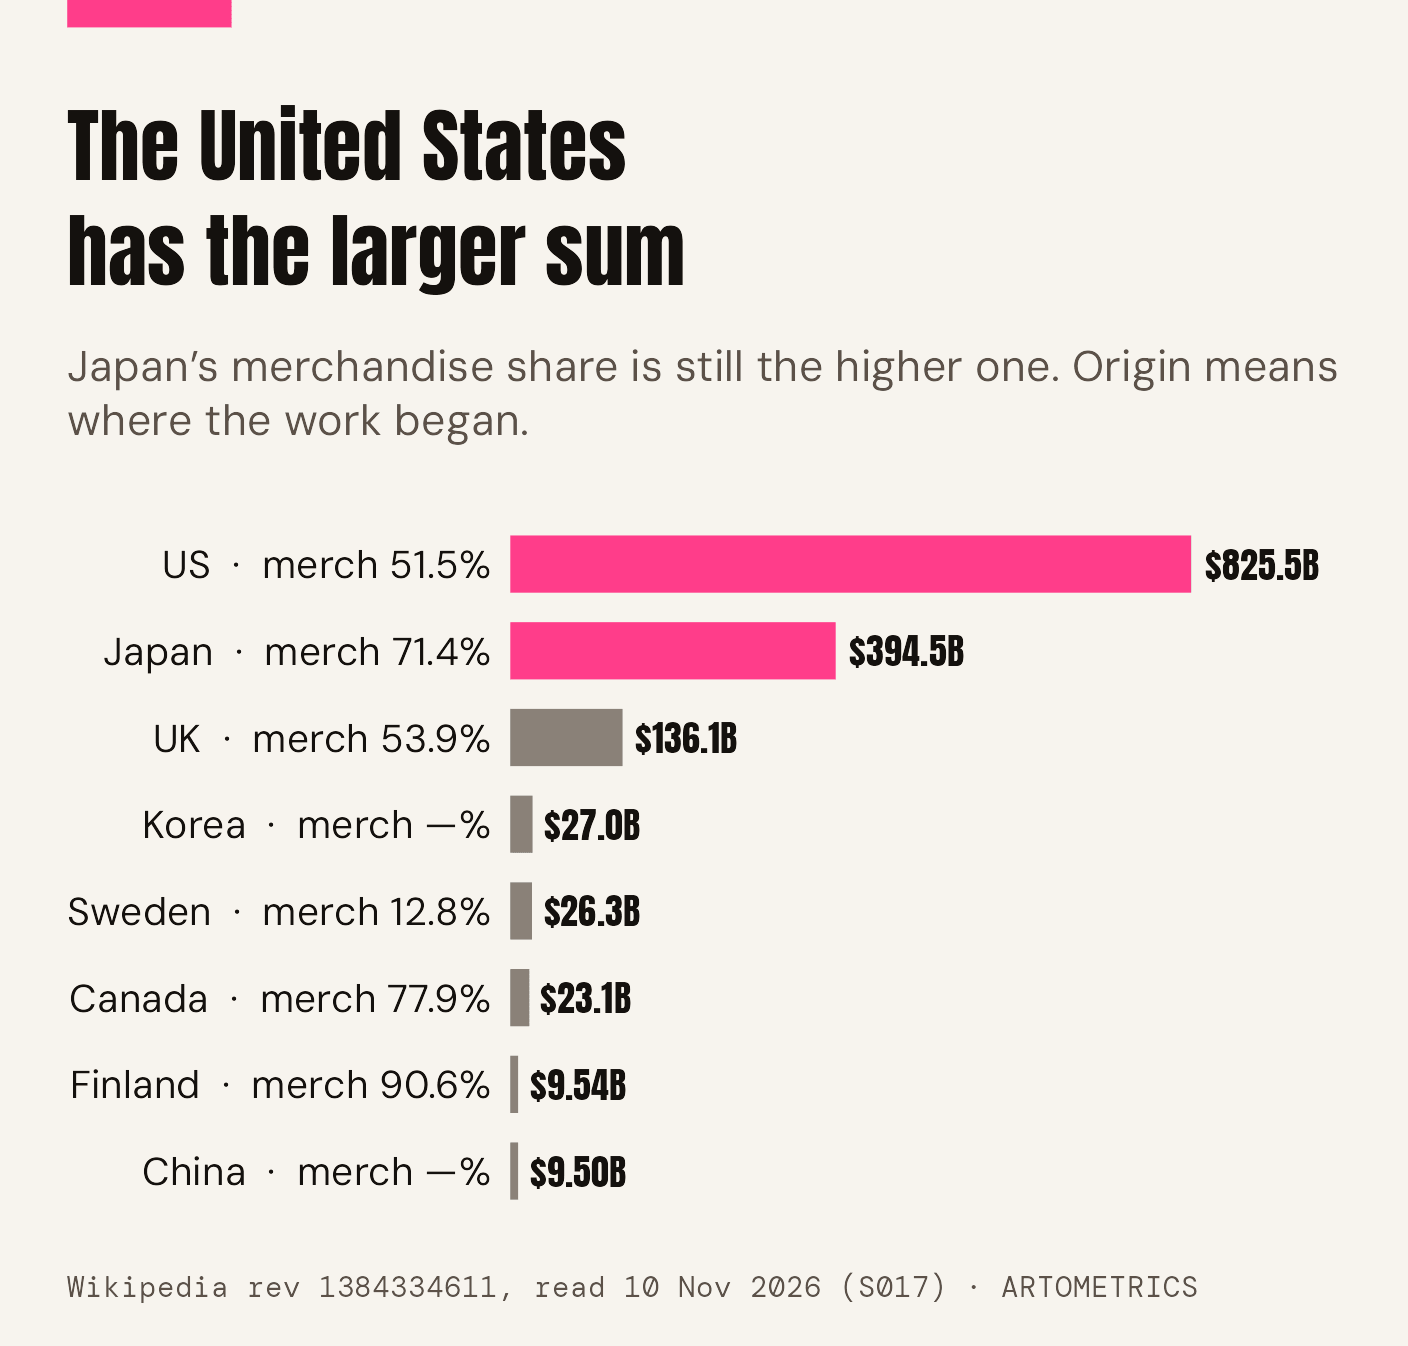 The United States
has the larger sum
Japan’s merchandise share is still the higher one. Origin means
where the work began.
US · merch 51.5% $825.5B
Japan · merch 71.4% $394.5B
UK · merch 53.9% $136.1B
Korea · merch —% $27.0B
Sweden · merch 12.8% $26.3B
Canada · merch 77.9% $23.1B
Finland · merch 90.6% $9.54B
China · merch —% $9.50B
Wikipedia rev 1384334611, read 10 Nov 2026 (S017) · ARTOMETRICS